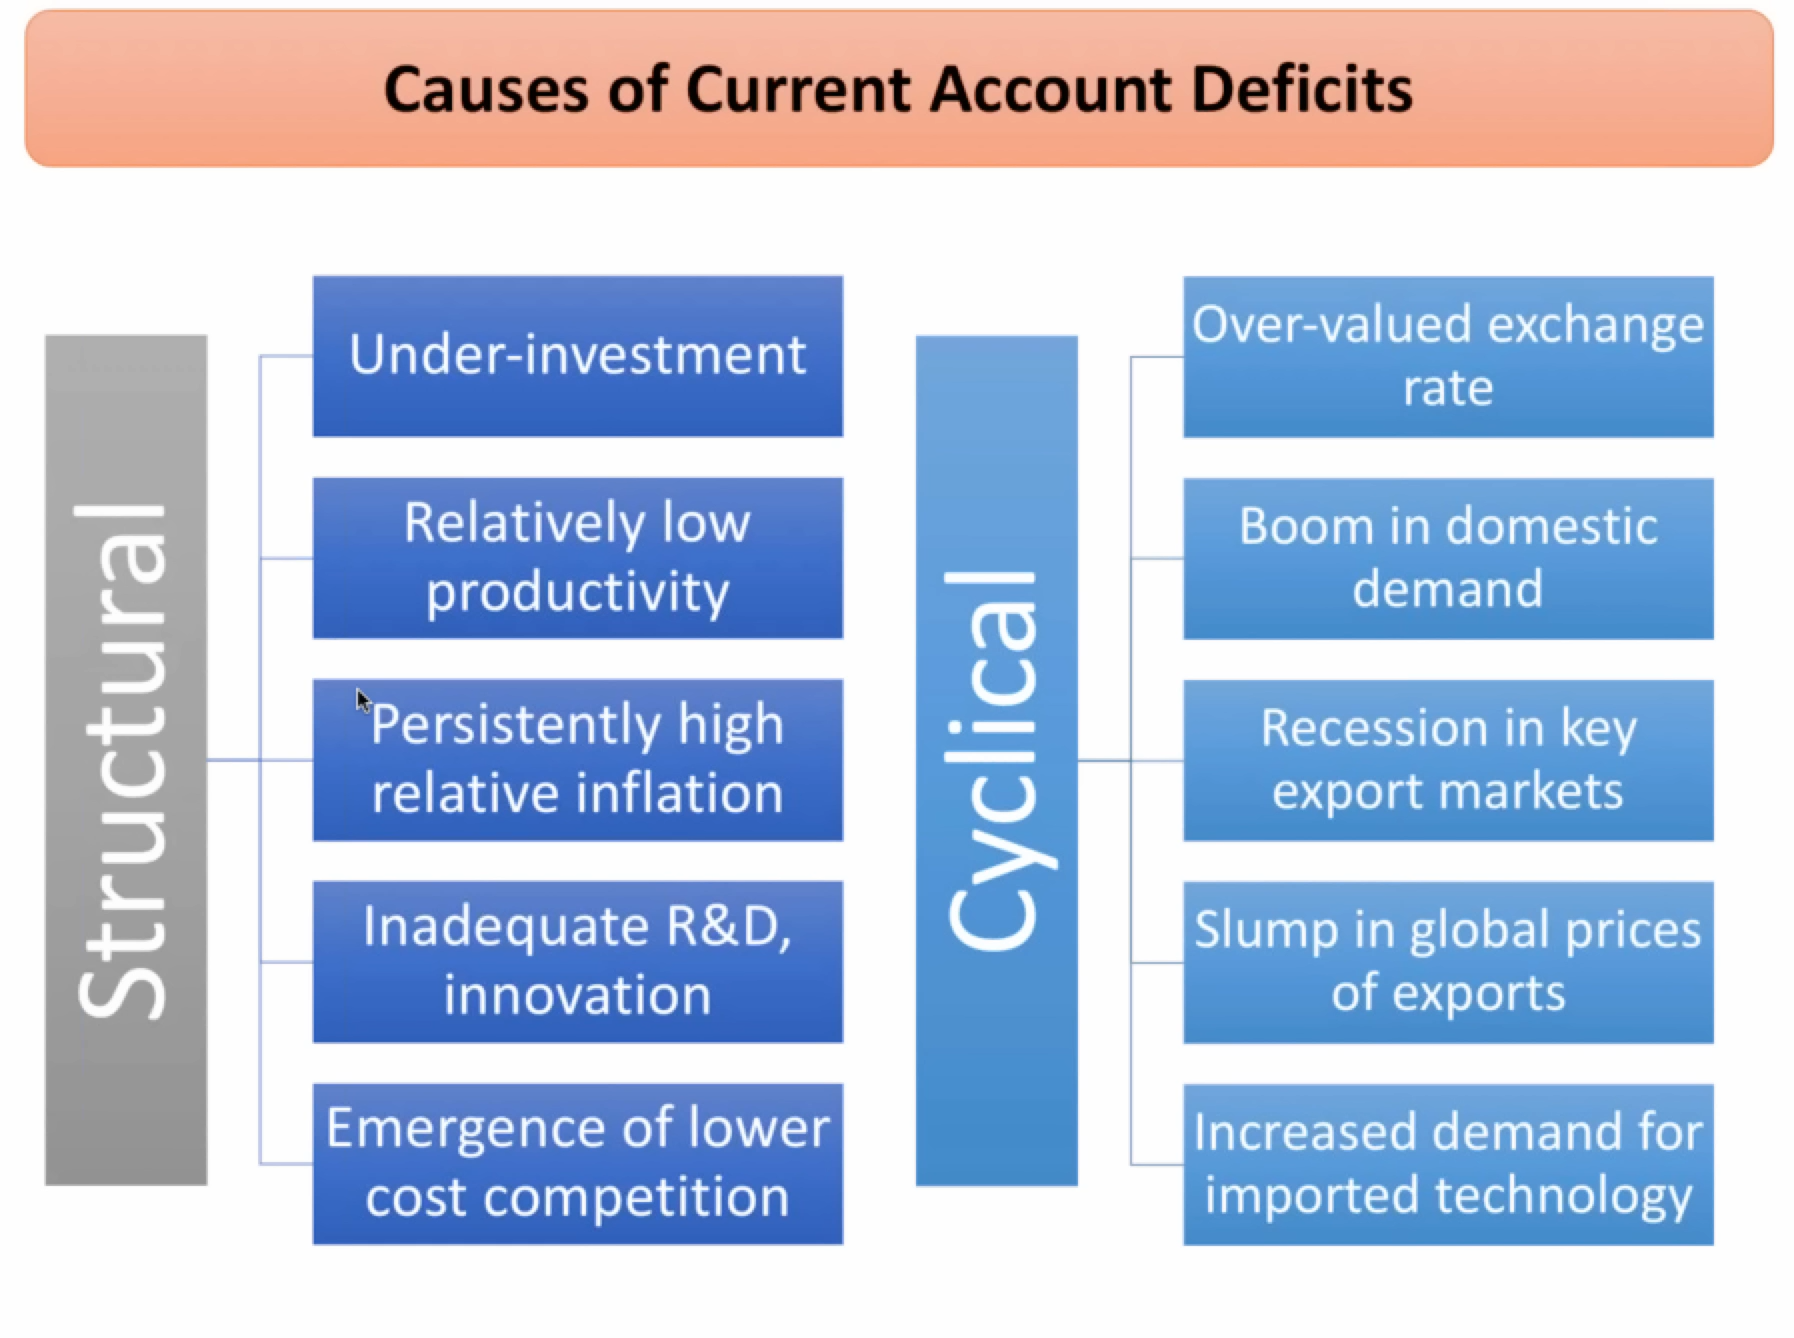 Causes of Current Account Deficits
Structural
Under-investment
Relatively low
productivity
Persistently high
relative inflation
Inadequate R&D,
innovation
Emergence of lower
cost competition
Cyclical
Over-valued exchange
rate
Boom in domestic
demand
Recession in key
export markets
Slump in global prices
of exports
Increased demand for
imported technology